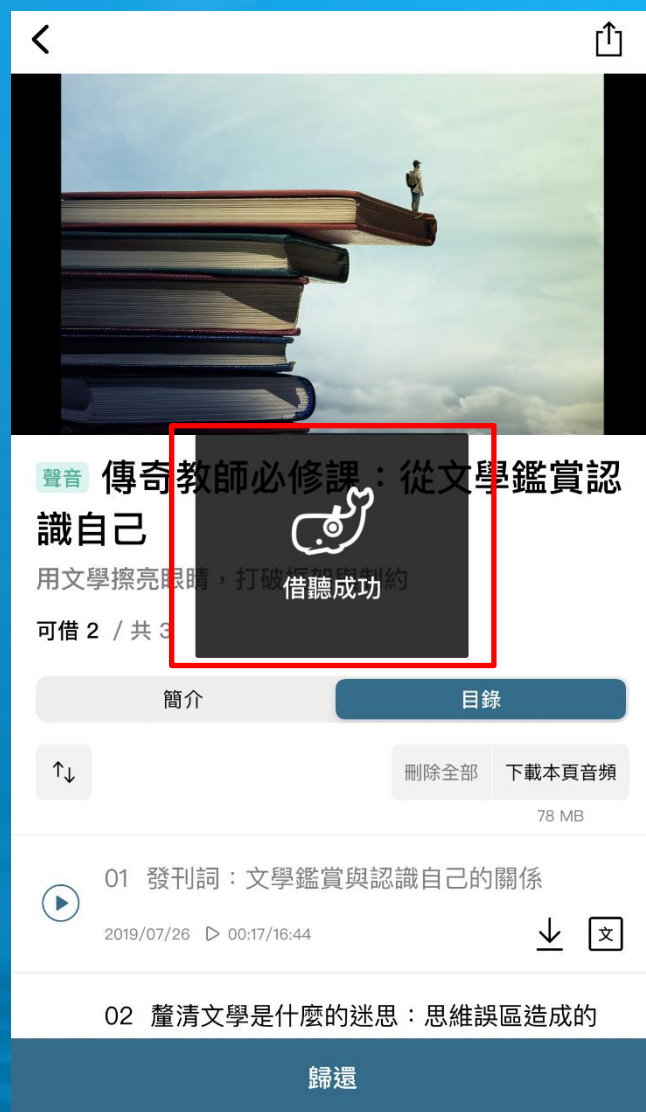 聲音 傳奇教師必修課：從文學鑑賞認
識自己
用文學擦亮眼睛，打破框架與制約
借聽成功
可借 2 / 共 3
簡介
目錄
刪除全部
下載本頁音頻
78 MB
01 發刊詞：文學鑑賞與認識自己的關係
2019/07/26 00:17/16:44
文
02 釐清文學是什麼的迷思：思維誤區造成的
歸還